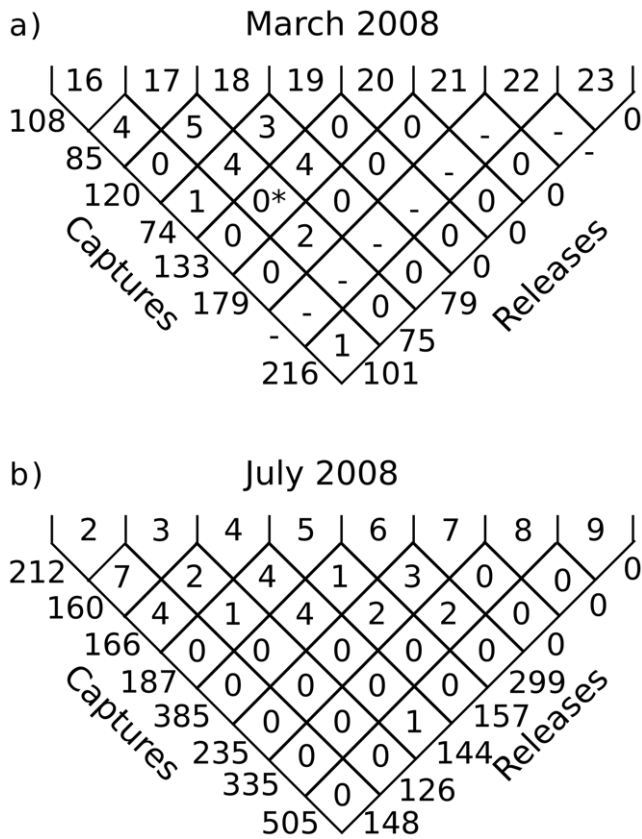 a) March 2008
16 17 18 19 20 21 22 23
108 4 5 3 0 0 - - 0
85 0 4 4 0 - 0 -
120 1 0* 0 - 0 0
74 0 2 - 0 0
133 0 - 0 0
179 - 0 79
- 1 75
216 101
Captures
Releases
b) July 2008
2 3 4 5 6 7 8 9
212 7 2 4 1 3 0 0 0
160 4 1 4 2 2 0 0
166 0 0 0 0 0 0
187 0 0 0 0 299
385 0 0 1 157
235 0 0 144
335 0 126
505 148
Captures
Releases